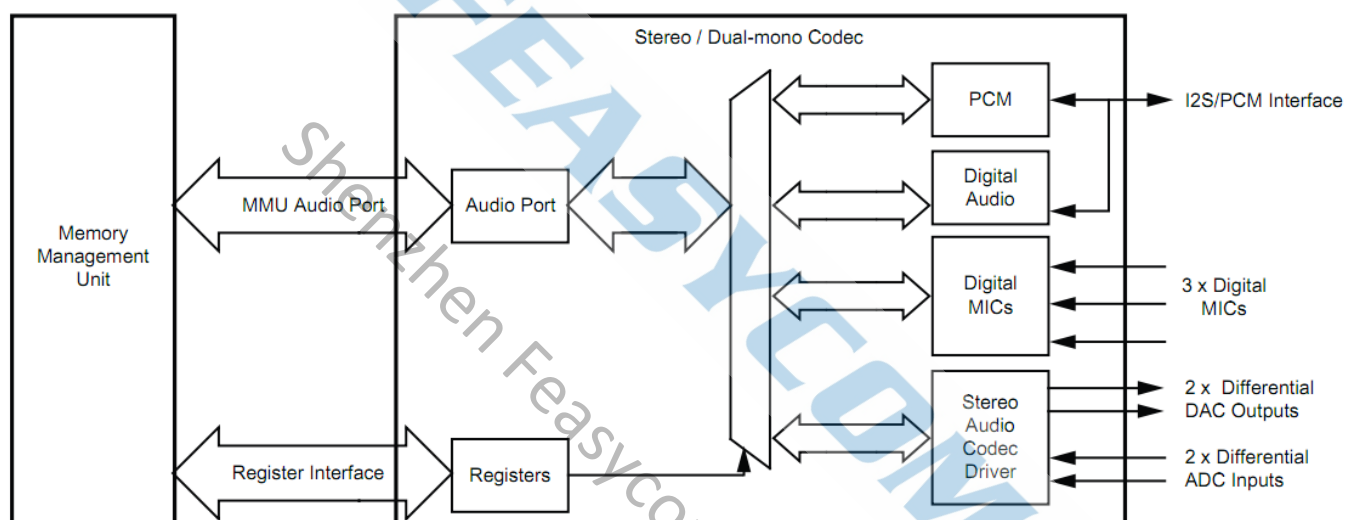 Stereo / Dual-mono Codec
PCM
I2S/PCM Interface
Digital
Audio
MMU Audio Port
Audio Port
Memory
Management
Unit
Digital
MICs
3 x Digital
MICs
Stereo
Audio
Codec
Driver
2 x Differential
DAC Outputs
2 x Differential
ADC Inputs
Register Interface
Registers
FEASYCOM
Shenzhen Feasyco